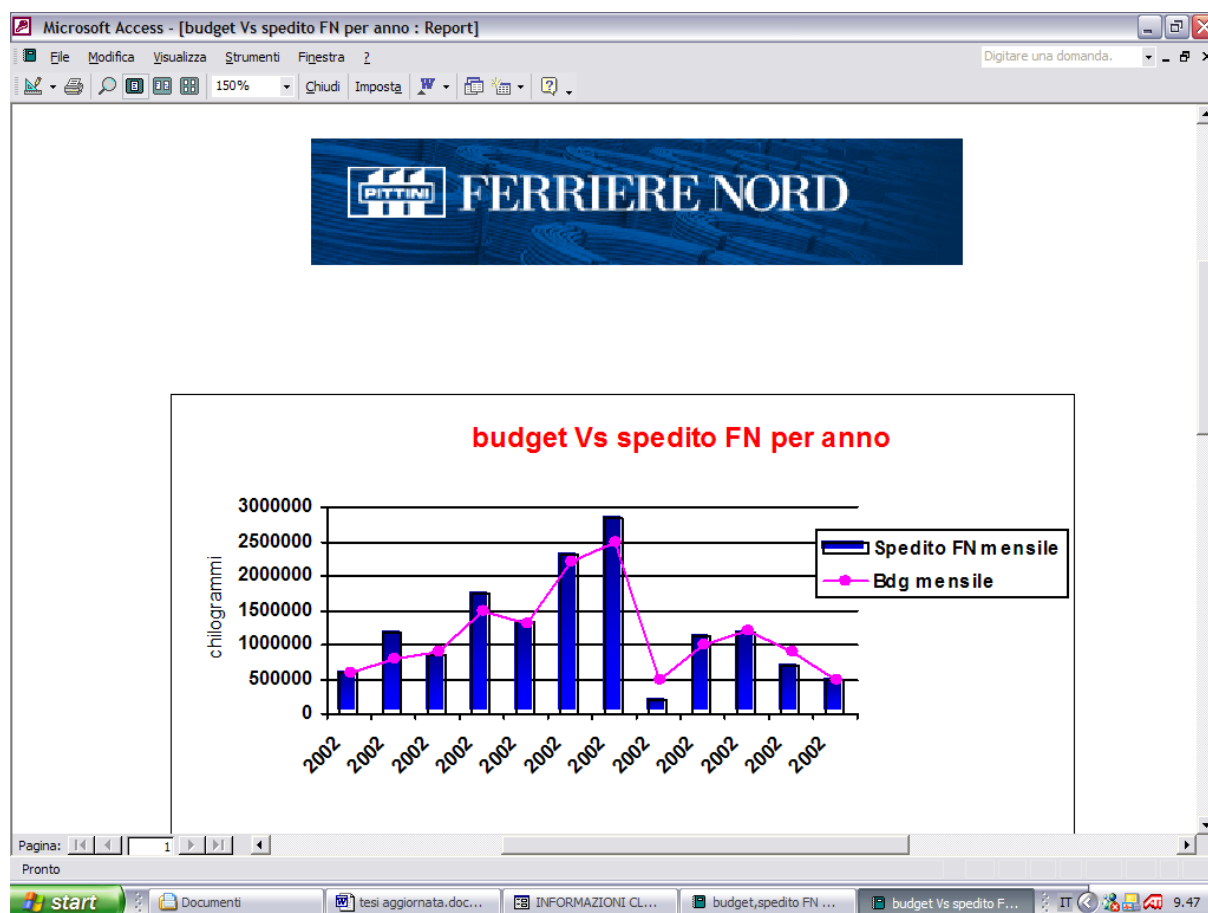 Microsoft Access - [budget Vs spedito FN per anno : Report]
File Modifica Visualizza Strumenti Finestra ?
Digitare una domanda.
150% Chiudi Imposta
PITTINI FERRIERE NORD
budget Vs spedito FN per anno
chilogrammi
3000000
2500000
2000000
1500000
1000000
500000
0
2002 2002 2002 2002 2002 2002 2002 2002 2002 2002 2002 2002
Spedito FN mensile
Bdg mensile
Pagina: 1
Pronto
start Documenti tesi aggiornata.doc... INFORMAZIONI CL... budget,spedito FN ... budget Vs spedito F... IT 9.47